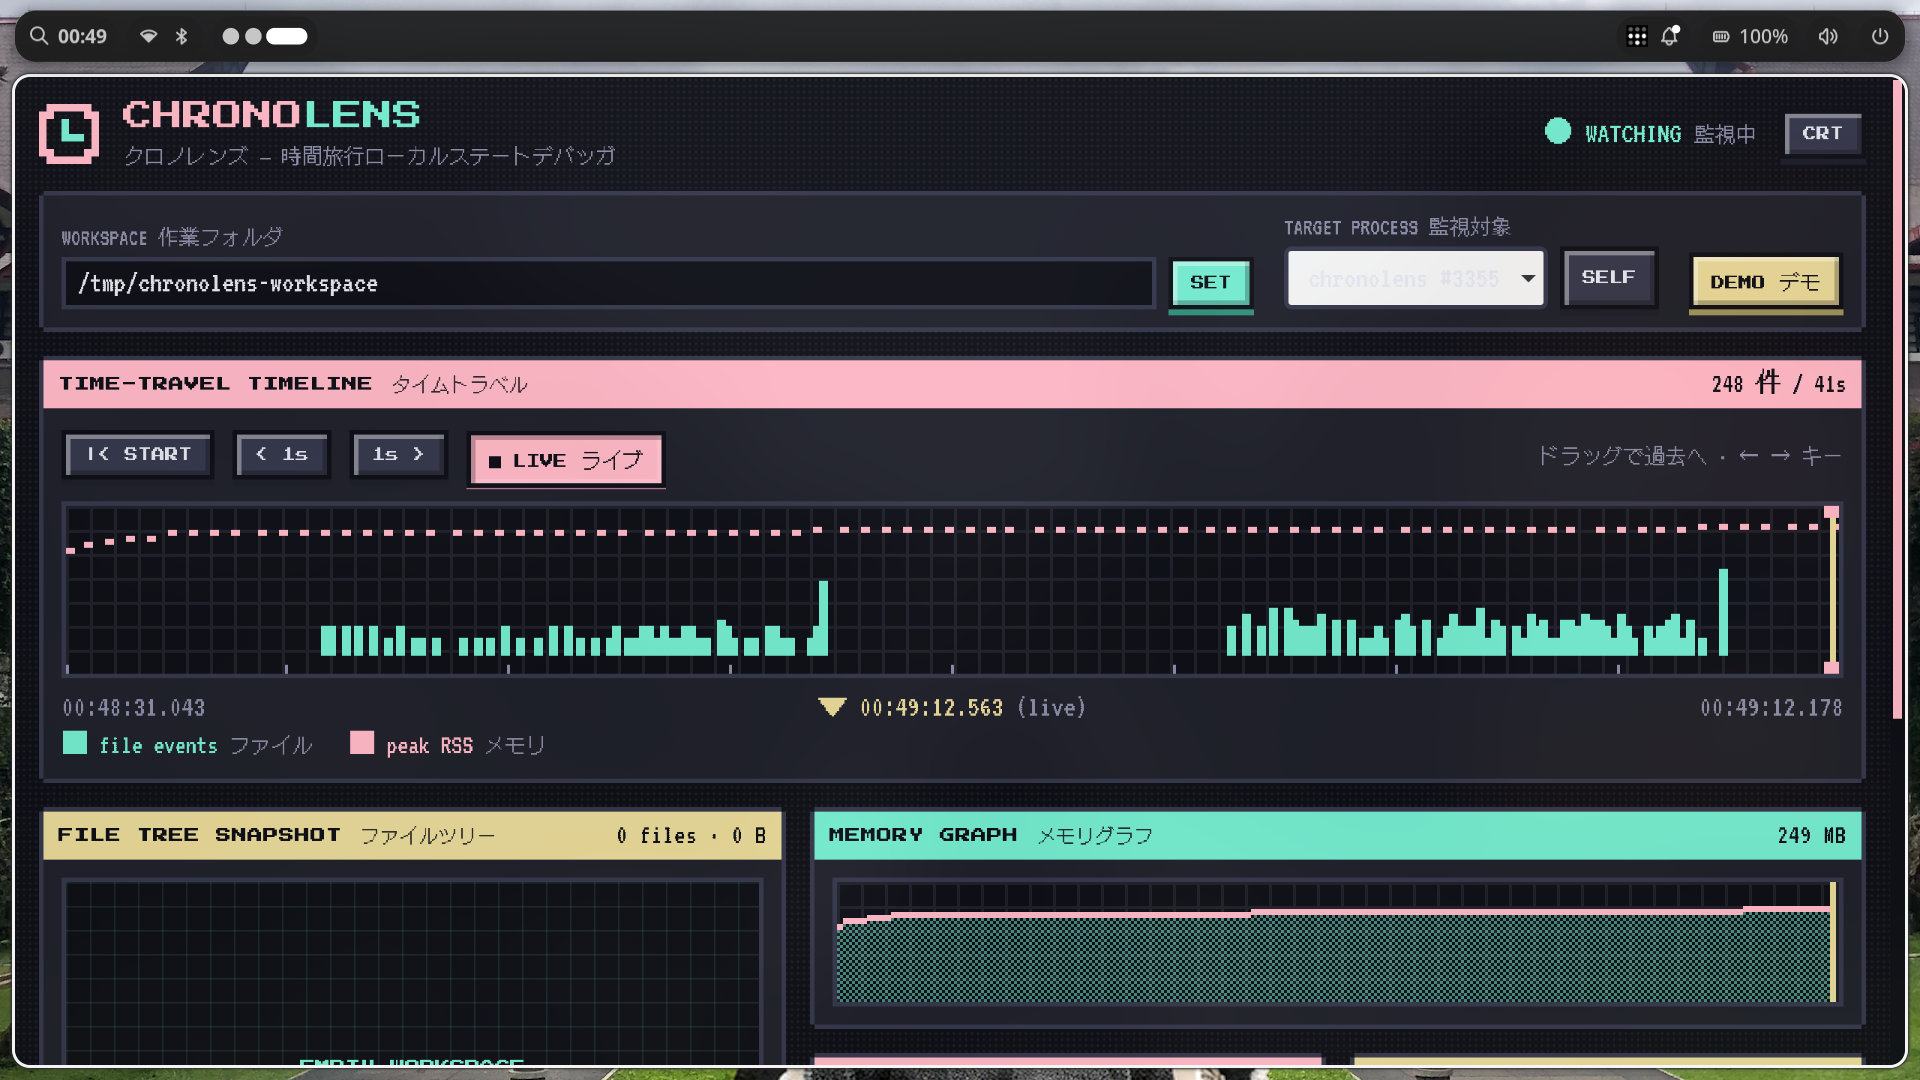 00:49
100%
CHRONOLENS
クロノレンズ – 時間旅行ローカルステートデバッガ
WATCHING 監視中
CRT
WORKSPACE 作業フォルダ
/tmp/chronolens-workspace
SET
TARGET PROCESS 監視対象
chronolens #3355
SELF
DEMO デモ
TIME-TRAVEL TIMELINE タイムトラベル
248 件 / 41s
|< START
< 1s
1s >
■ LIVE ライブ
ドラッグで過去へ · ← → キー
00:48:31.043
00:49:12.563 (live)
00:49:12.178
file events ファイル
peak RSS メモリ
FILE TREE SNAPSHOT ファイルツリー
0 files · 0 B
MEMORY GRAPH メモリグラフ
249 MB
EMPTY WORKSPACE